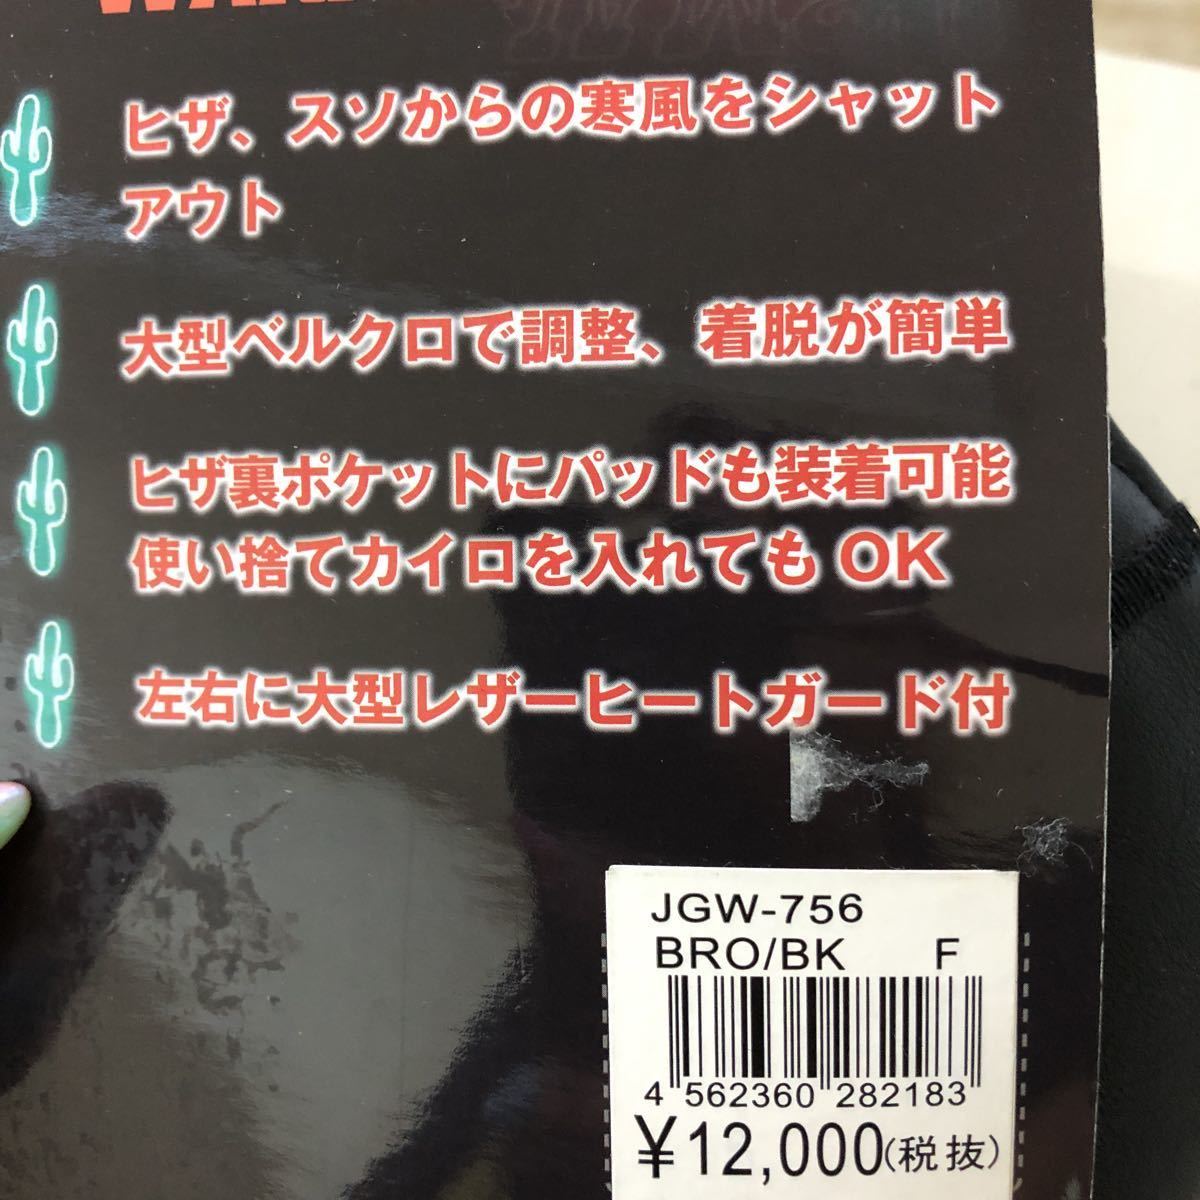 ヒザ、スソからの寒風をシャット
アウト
大型ベルクロで調整、着脱が簡単
ヒザ裏ポケットにパッドも装着可能
使い捨てカイロを入れてもOK
左右に大型レザーヒートガード付
JGW-756
BRO/BK F
4 562360 282183
¥12,000(税抜)